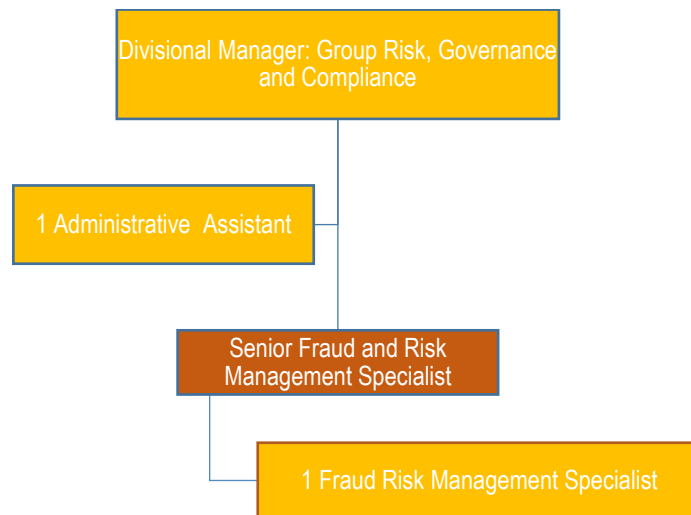 Divisional Manager: Group Risk, Governance
and Compliance
1 Administrative Assistant
Senior Fraud and Risk
Management Specialist
1 Fraud Risk Management Specialist